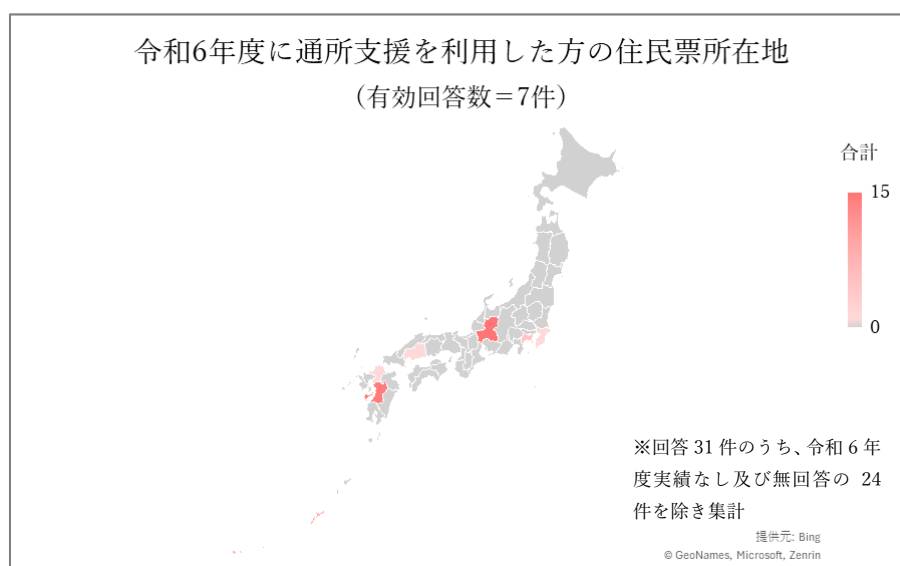 令和6年度に通所支援を利用した方の住民票所在地
（有効回答数＝7件）
合計
15
0
※回答 31 件のうち、令和 6 年
度実績なし及び無回答の 24
件を除き集計
提供元: Bing
© GeoNames, Microsoft, Zenrin